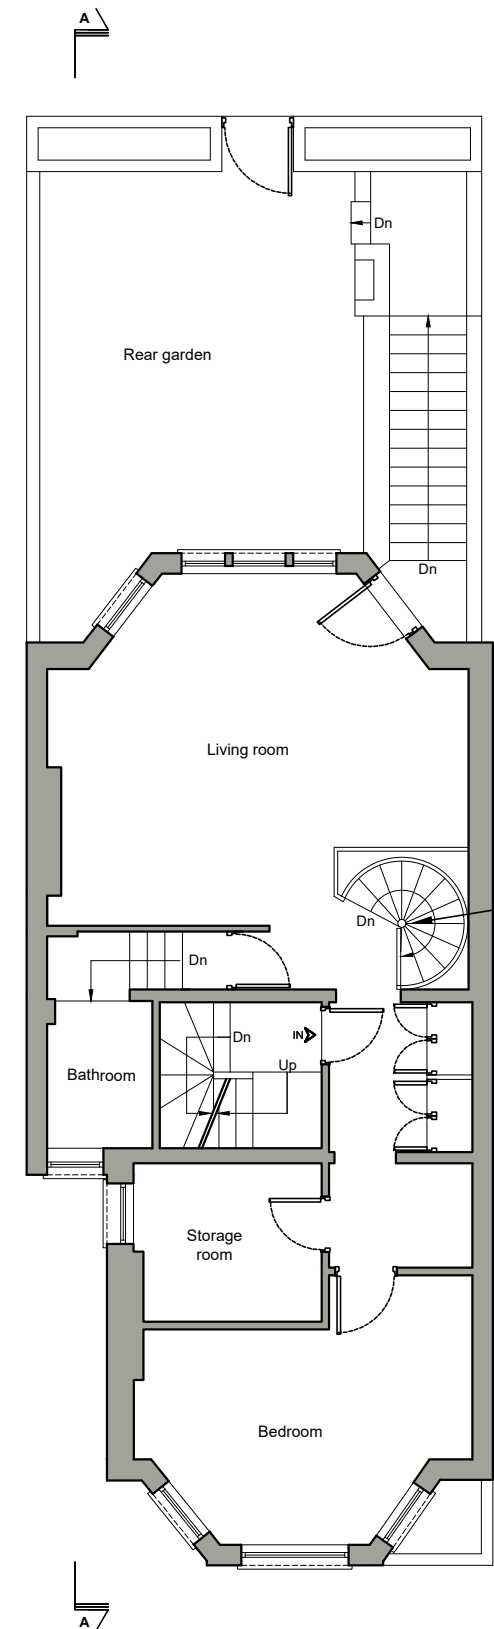 A
Dn
Rear garden
Dn
Living room
Dn
Dn
IN
Dn
Up
Bathroom
Storage
room
Bedroom
A